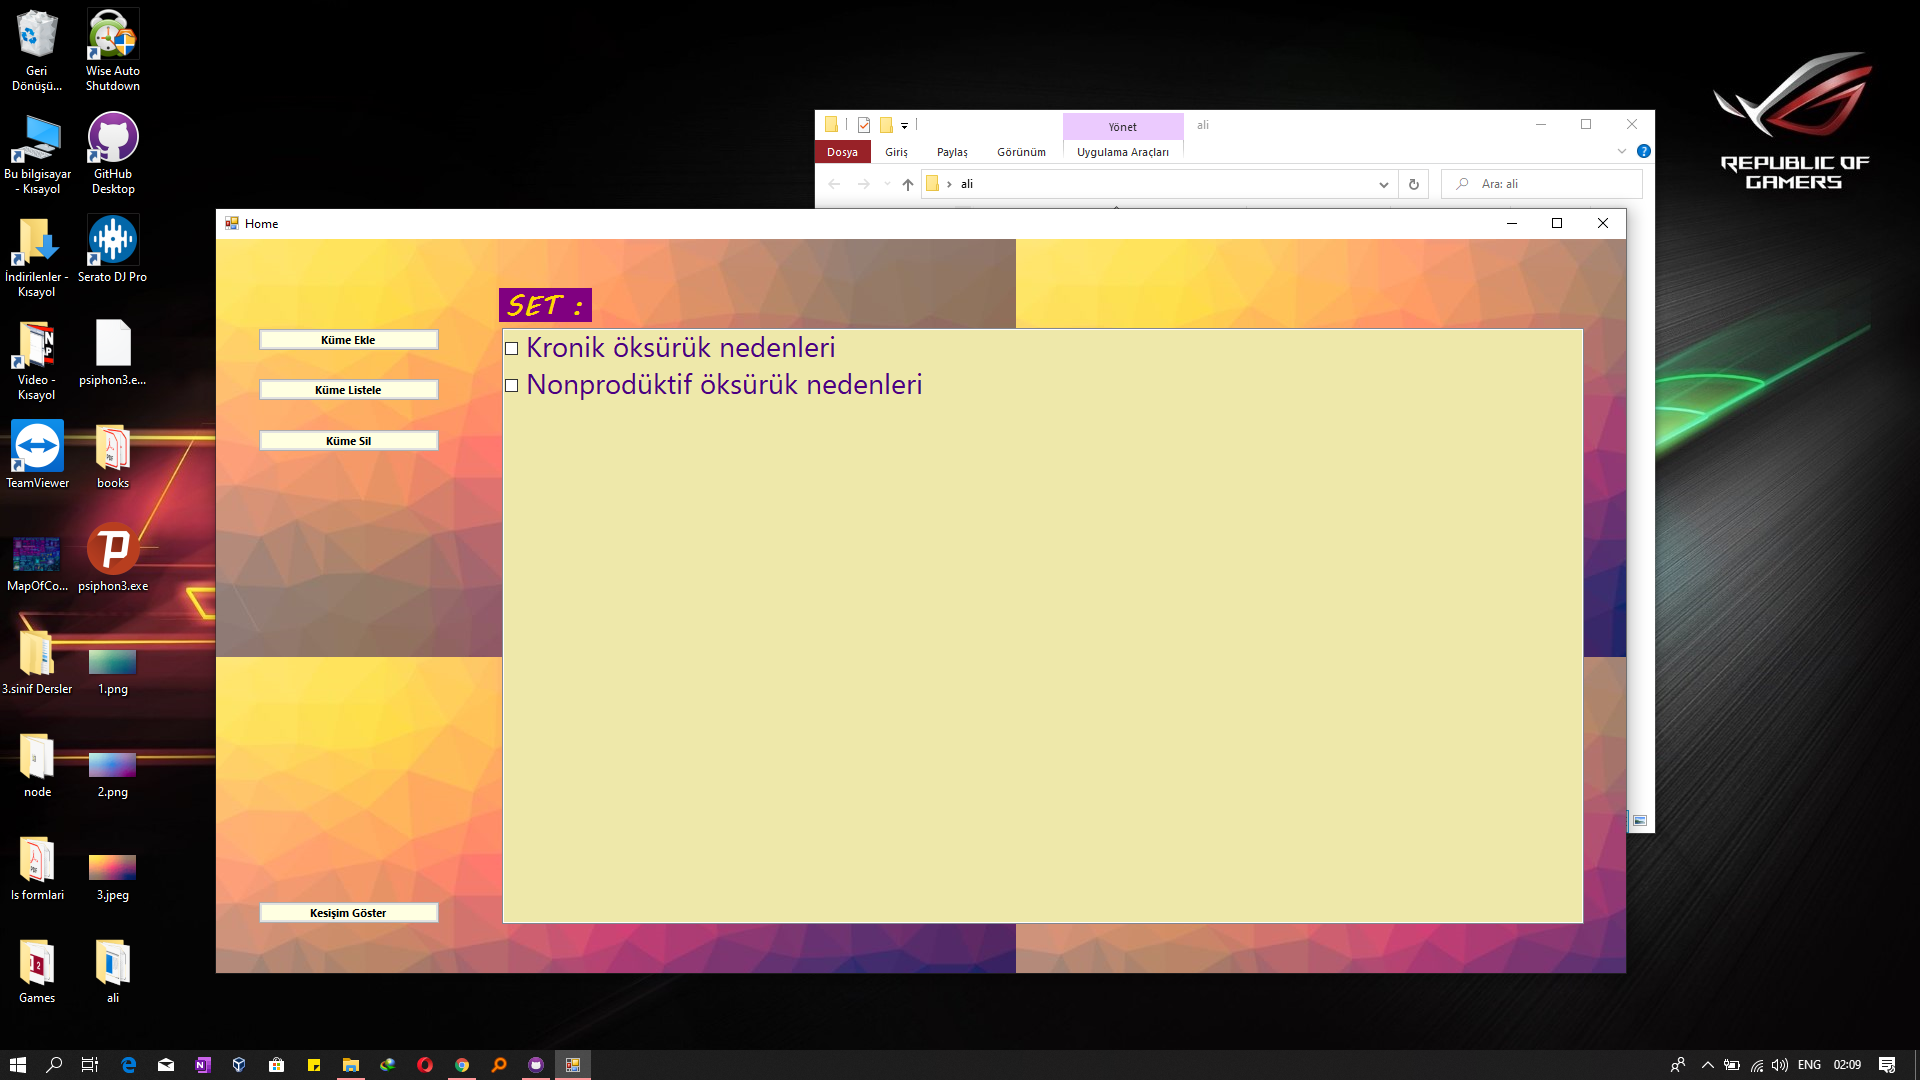 Geri
Dönüşü...
Wise Auto
Shutdown
Bu bilgisayar
- Kısayol
GitHub
Desktop
İndirilenler -
Kısayol
Serato DJ Pro
Video -
Kısayol
psiphon3.e...
TeamViewer
books
MapOfCo...
psiphon3.exe
3.sinif Dersler
1.png
node
2.png
Is formlari
3.jpeg
Games
ali
REPUBLIC OF
GAMERS
Yönet
ali
Dosya
Giriş
Paylaş
Görünüm
Uygulama Araçları
ali
Ara: ali
Home
SET :
Küme Ekle
Küme Listele
Küme Sil
Kesişim Göster
Kronik öksürük nedenleri
Nonprodüktif öksürük nedenleri
ENG
02:09